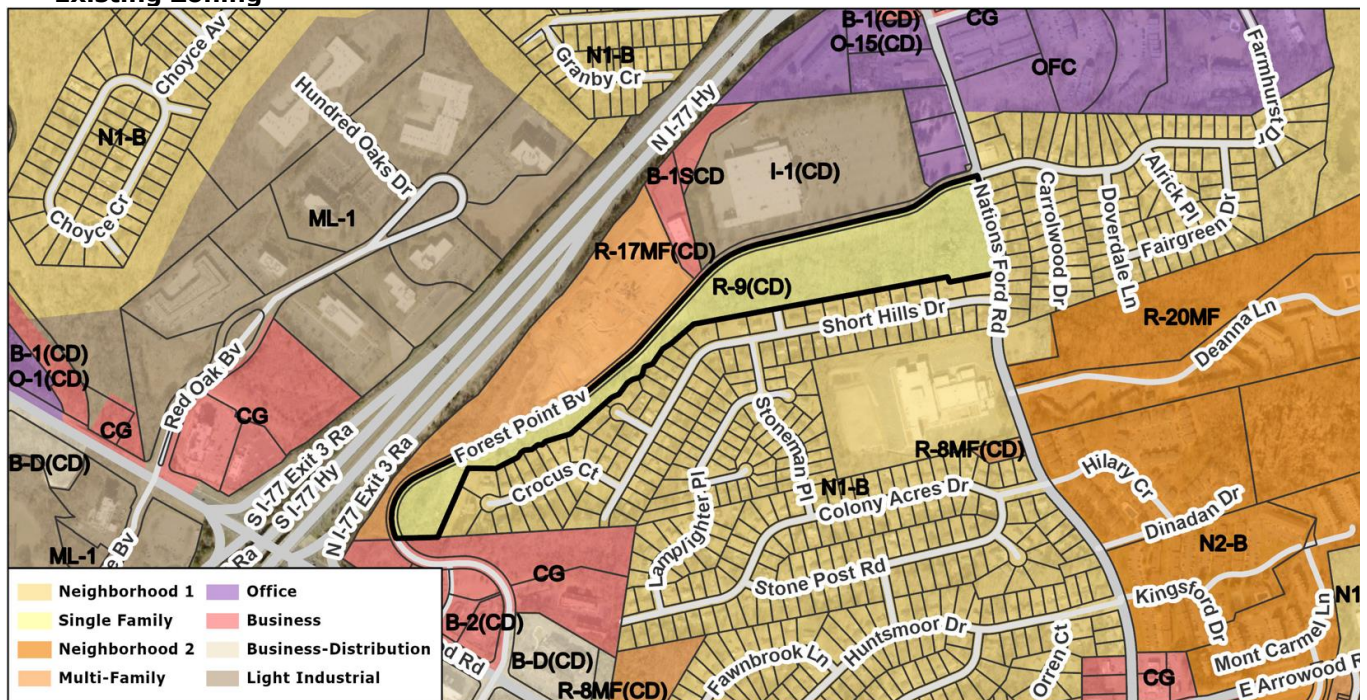 Existing Zoning
Choyce Av
N1-B
Granby Cr
B-1(CD)
O-15(CD)
CG
OFC
Farmhurst Dr
Hundred Oaks Dr
N I-77 Hy
N1-B
Choyce Cr
ML-1
B-1SCD
I-1(CD)
Nations Ford Rd
Carrolwood Dr
Doverdale Ln
Alrick Pl
Fairgreen Dr
R-17MF(CD)
R-9(CD)
Short Hills Dr
R-20MF
Deanna Ln
B-1(CD)
O-1(CD)
Red Oak Bv
CG
CG
Forest Point Bv
Stoneman Pl
B-D(CD)
S I-77 Exit 3 Ra
S I-77 Hy
N I-77 Exit 3 Ra
Crocus Ct
Lamprighter Pl
N1-B
R-8MF(CD)
Colony Acres Dr
Hilary Cr
Dinadan Dr
ML-1
e Bv
Ra
CG
Stone Post Rd
N2-B
Kingsford Dr
N1
B-2(CD)
Huntsmoor Dr
Mont Carmel Ln
d Rd
B-D(CD)
R-8MF(CD)
Fawnbrook Ln
Orren Ct
CG
E Arrowood R
Neighborhood 1
Single Family
Neighborhood 2
Multi-Family
Office
Business
Business-Distribution
Light Industrial